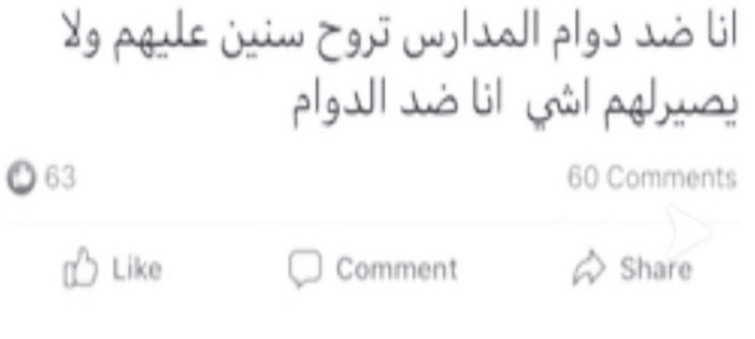 انا ضد دوام المدارس تروح سنين عليهم ولا
يصيرلهم اشي انا ضد الدوام
63
60 Comments
Like
Comment
Share